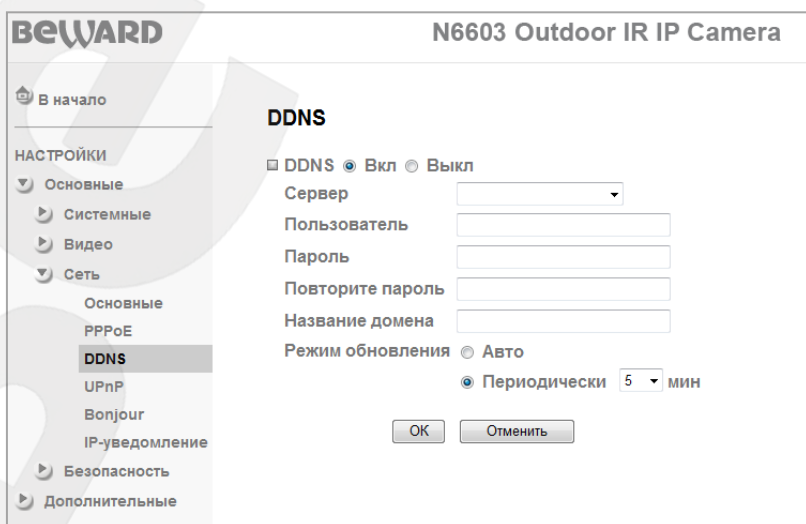 BEWARD
N6603 Outdoor IR IP Camera
В начало
НАСТРОЙКИ
Основные
Системные
Видео
Сеть
Основные
PPPoE
DDNS
UPnP
Bonjour
IP-уведомление
Безопасность
Дополнительные
DDNS
DDNS Вкл Выкл
Сервер
Пользователь
Пароль
Повторите пароль
Название домена
Режим обновления Авто
Периодически 5 мин
OK Отменить